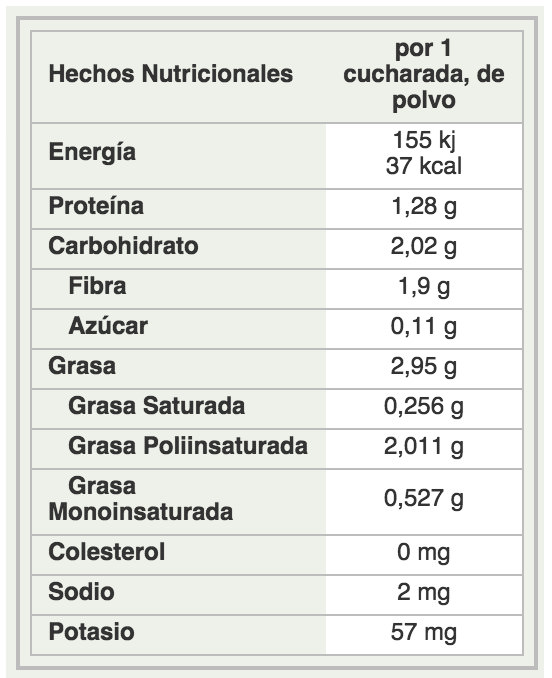 Hechos Nutricionales
por 1
cucharada, de
polvo
Energía
155 kj
37 kcal
Proteína 1,28 g
Carbohidrato 2,02 g
Fibra 1,9 g
Azúcar 0,11 g
Grasa 2,95 g
Grasa Saturada 0,256 g
Grasa Poliinsaturada 2,011 g
Grasa
Monoinsaturada
0,527 g
Colesterol 0 mg
Sodio 2 mg
Potasio 57 mg